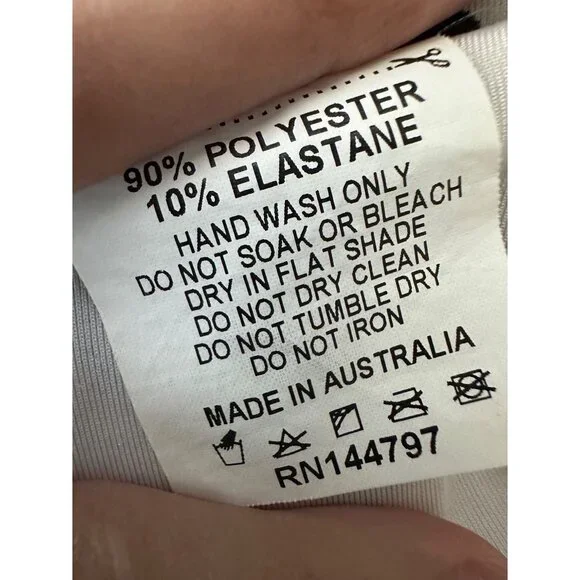 90% POLYESTER
10% ELASTANE
HAND WASH ONLY
DO NOT SOAK OR BLEACH
DRY IN FLAT SHADE
DO NOT DRY CLEAN
DO NOT TUMBLE DRY
DO NOT IRON
MADE IN AUSTRALIA
RN144797